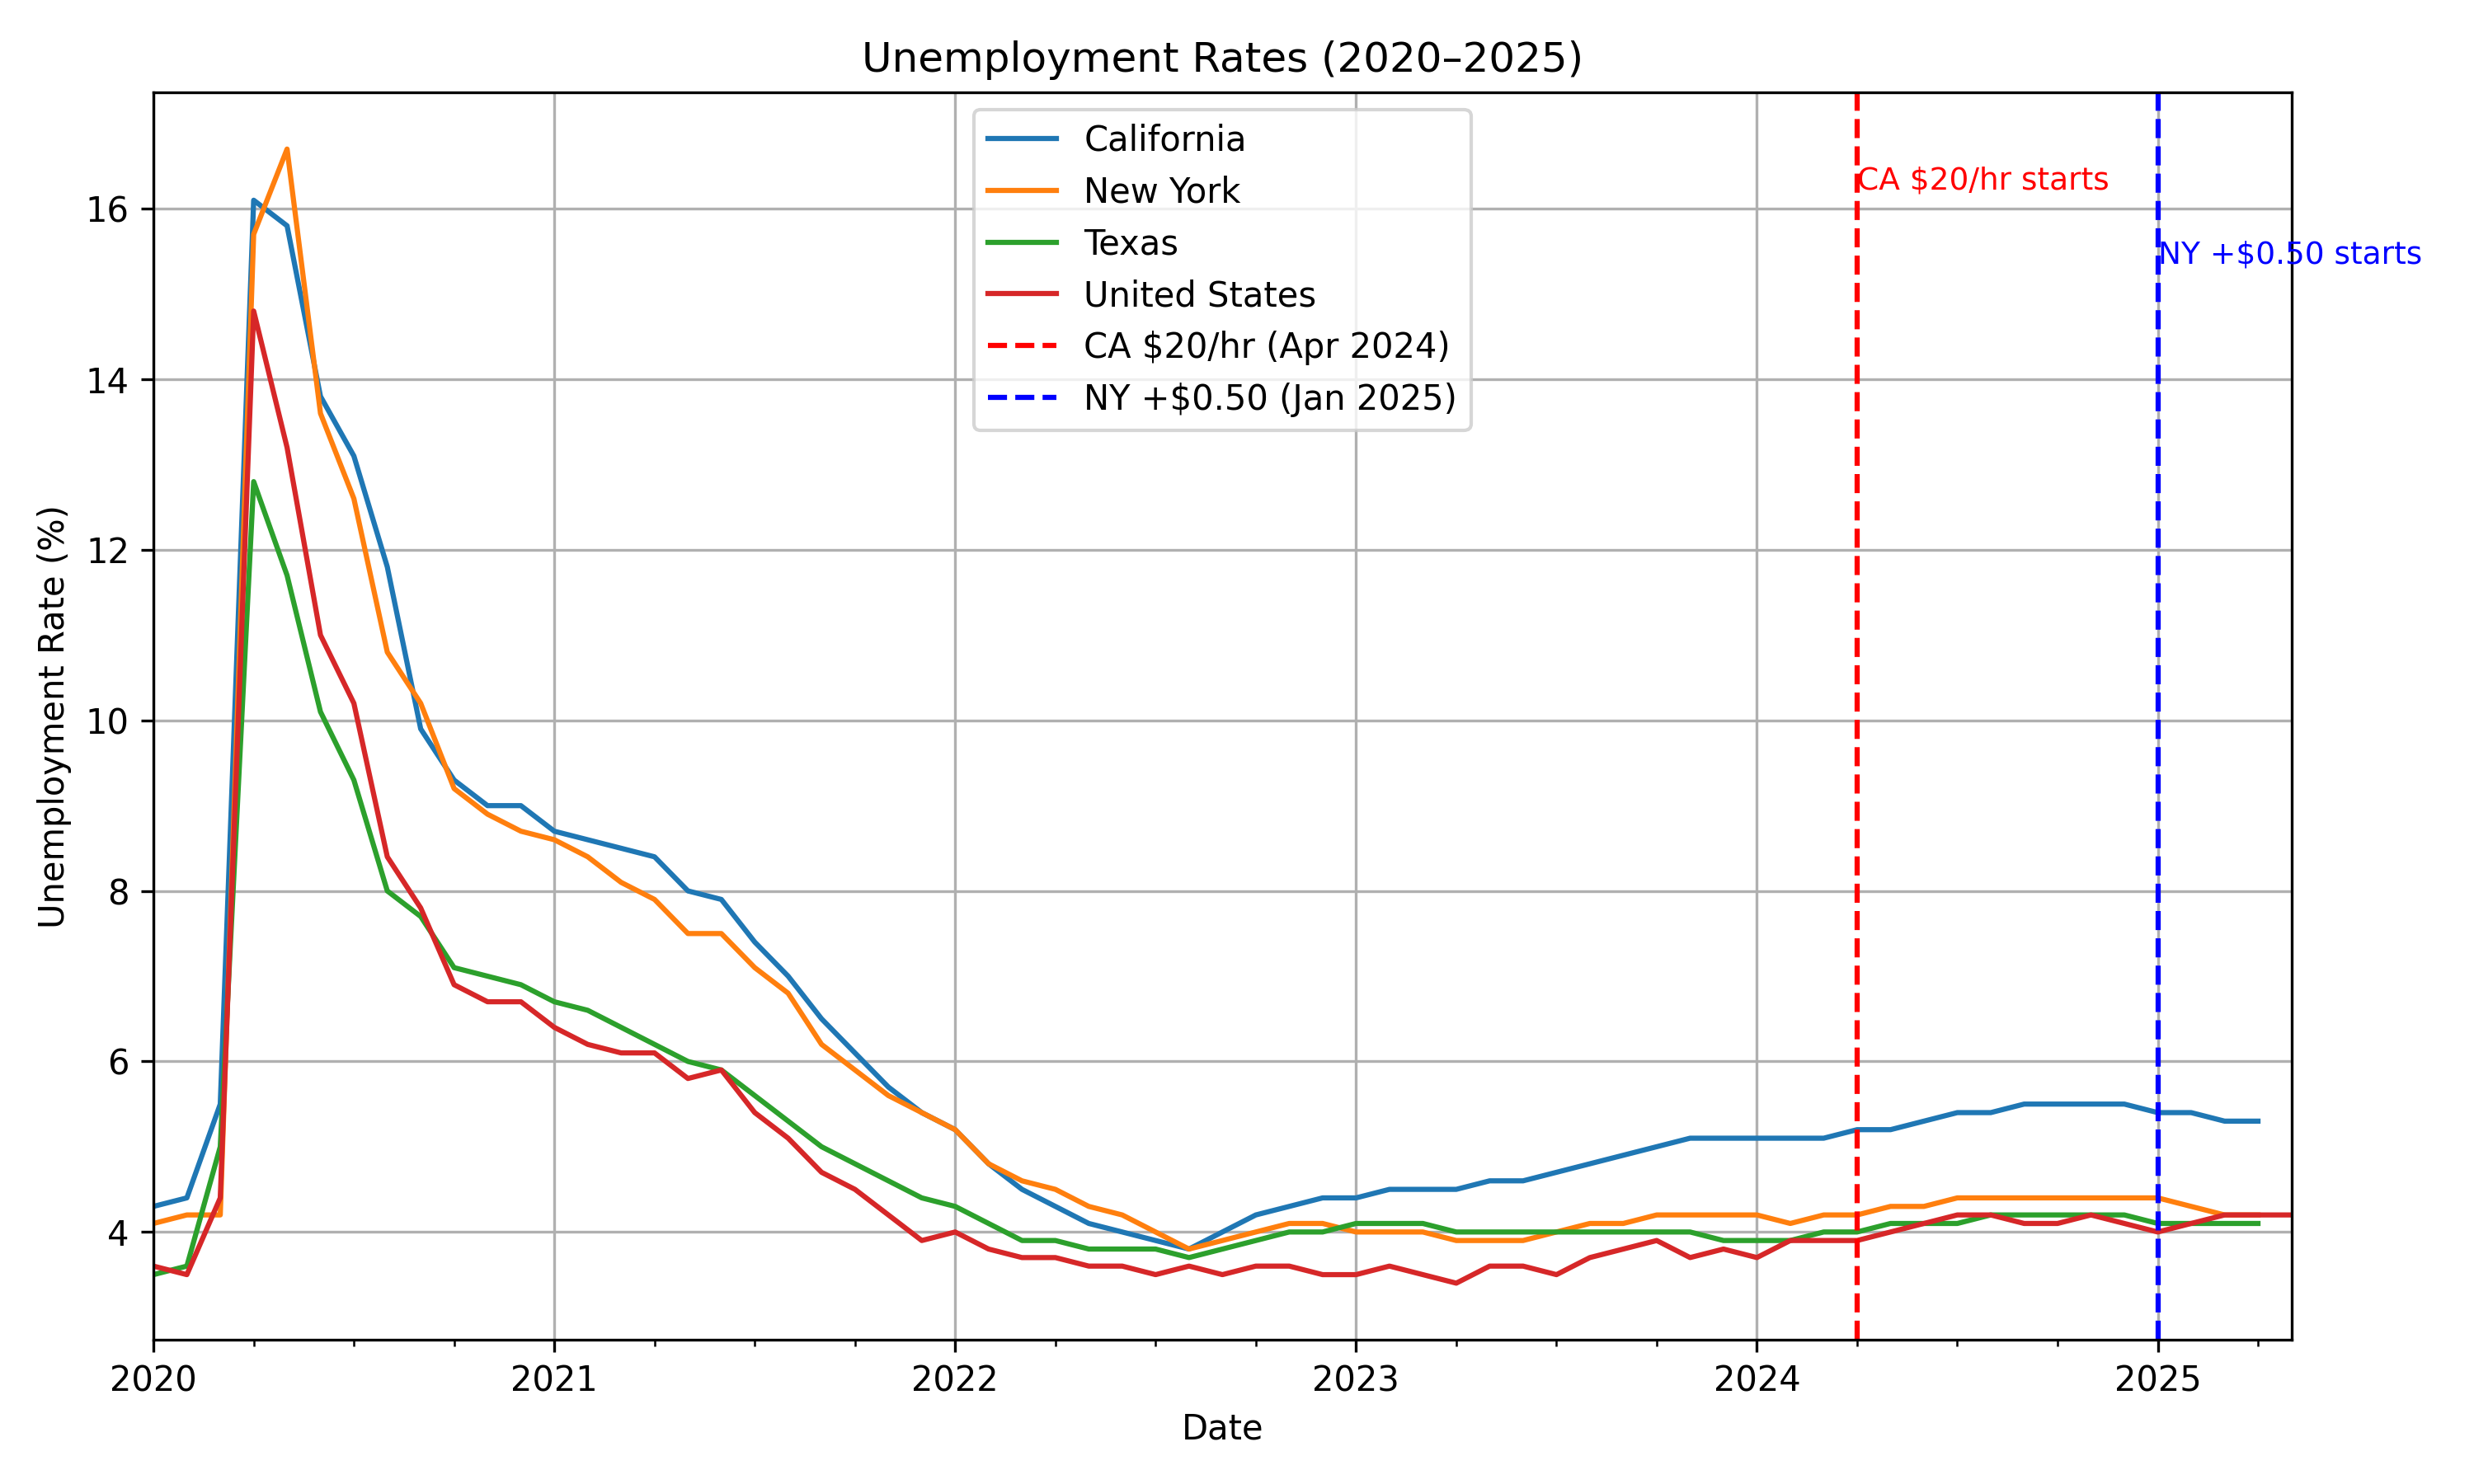 Unemployment Rates (2020–2025)
California
New York
Texas
United States
CA $20/hr (Apr 2024)
NY +$0.50 (Jan 2025)
CA $20/hr starts
NY +$0.50 starts
Unemployment Rate (%)
16
14
12
10
8
6
4
2020 2021 2022 2023 2024 2025
Date